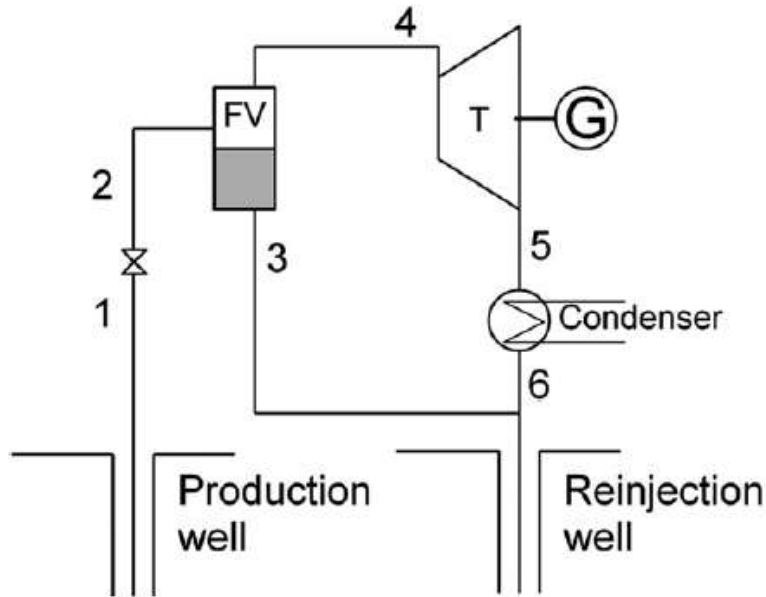 4
FV
T
G
2
3
5
1
Condenser
6
Production
well
Reinjection
well